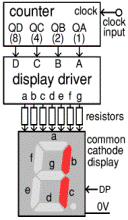 counter
clock
clock
input
QD QC QB QA
(8) (4) (2) (1)
D C B A
display driver
a b c d e f g
resistors
common
cathode
display
a
f b
g
e c
d
DP
0V